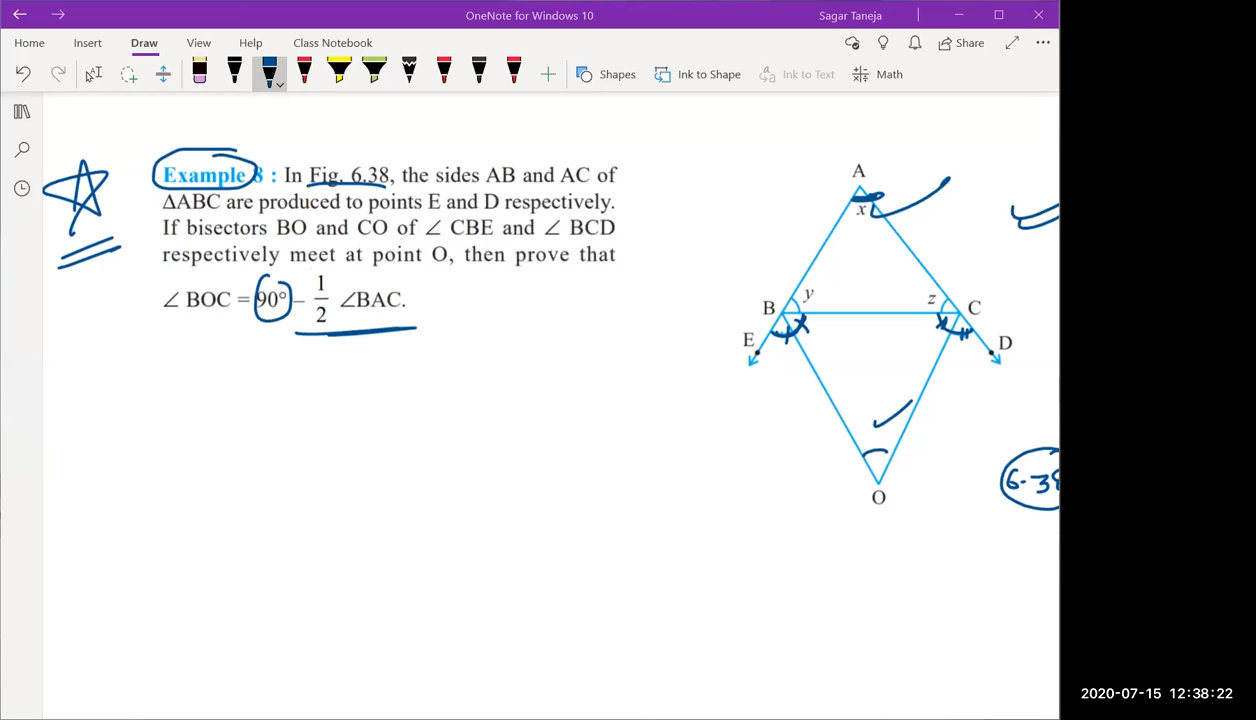 OneNote for Windows 10
Sagar Taneja
Home Insert Draw View Help Class Notebook
Share
Shapes
Ink to Shape
Ink to Text
Math
Example 8 : In Fig. 6.38, the sides AB and AC of
ΔABC are produced to points E and D respectively.
If bisectors BO and CO of ∠ CBE and ∠ BCD
respectively meet at point O, then prove that
∠ BOC = 90° – 1/2 ∠BAC.
A
x
y
z
B
C
E
D
O
6.38
2020-07-15 12:38:22